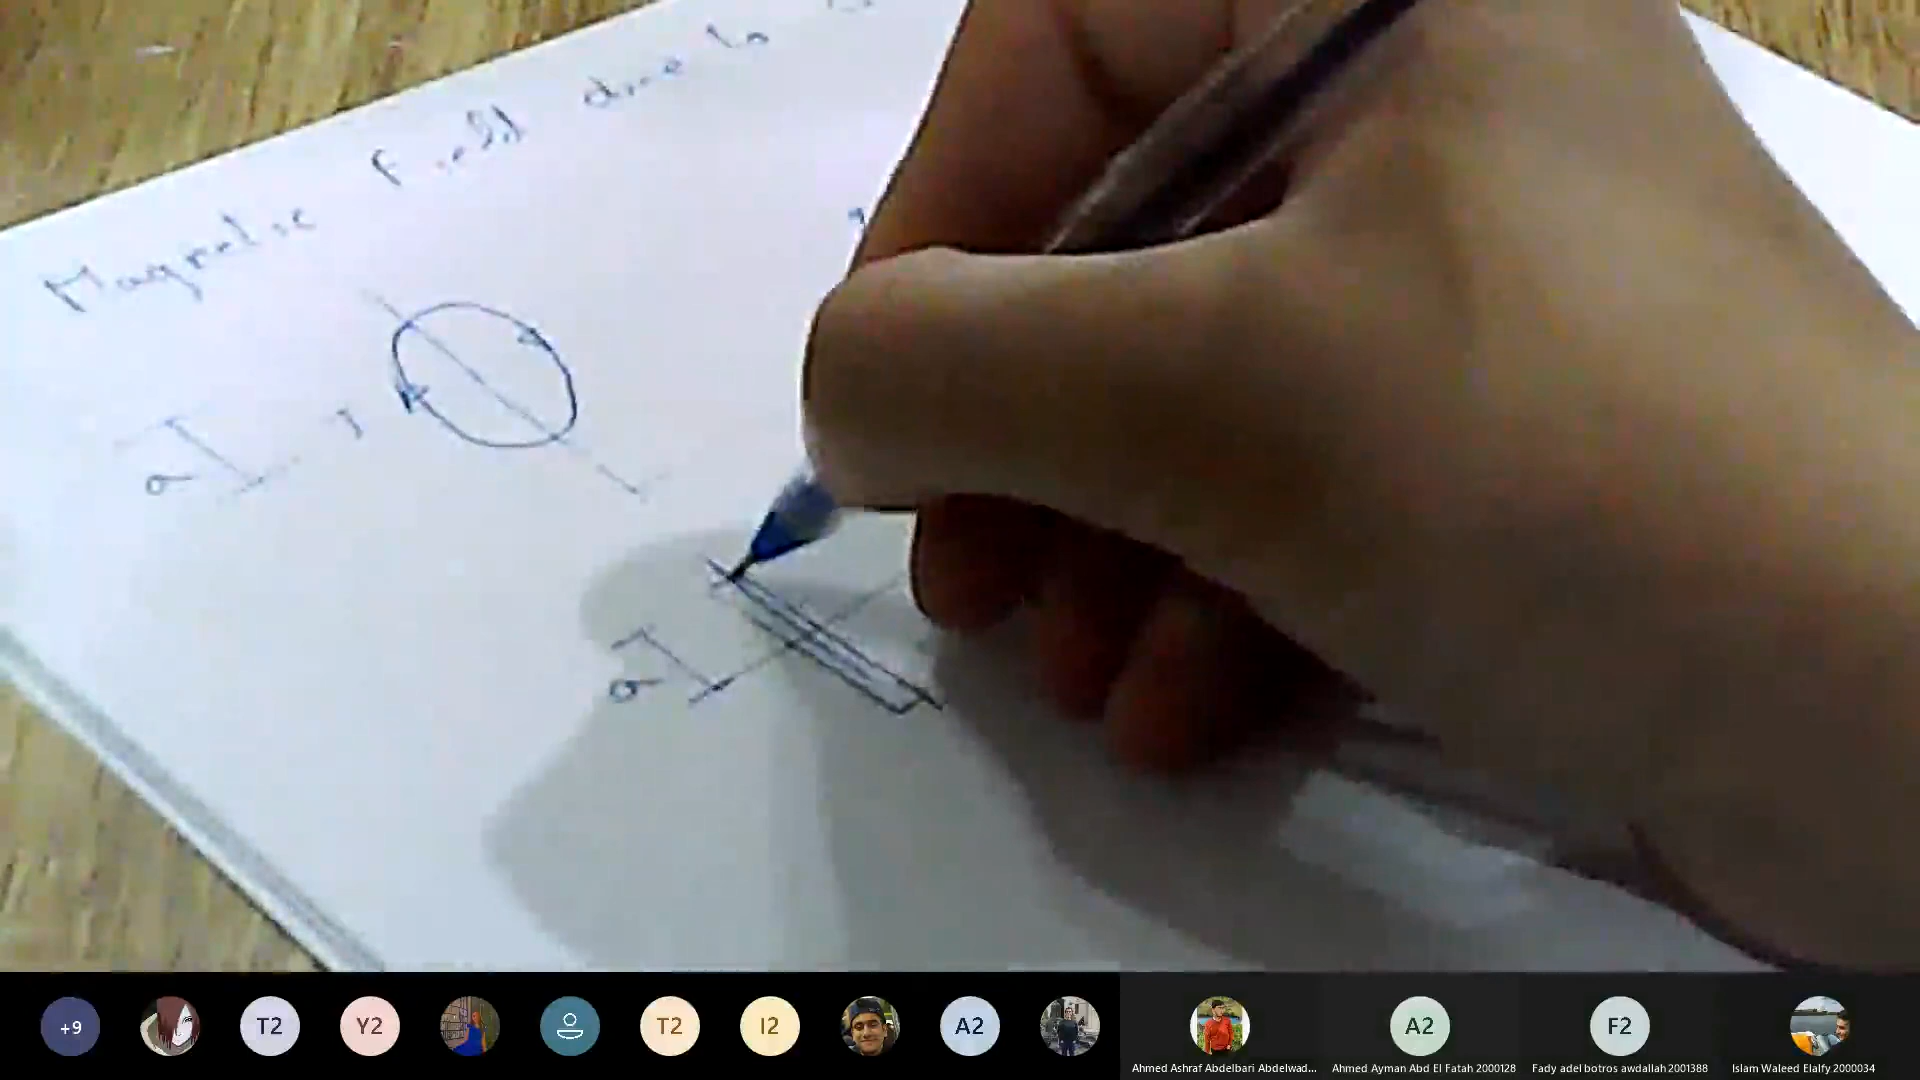 Magnetic Field due to
I
+9
T2
Y2
T2
I2
A2
A2
F2
Ahmed Ashraf Abdelbari Abdelwad...
Ahmed Ayman Abd El Fatah 2000128
Fady adel botros awdallah 2001388
Islam Waleed Elalfy 2000034